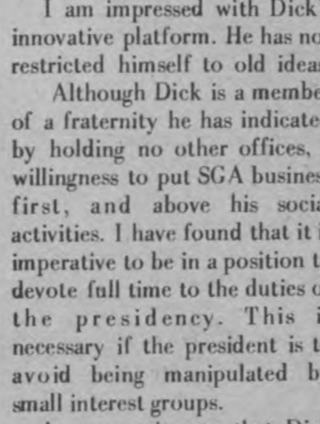 I am impressed with Dick
innovative platform. He has no
restricted himself to old idea
Although Dick is a membe
of a fraternity he has indicate
by holding no other offices,
willingness to put SGA busines
first, and above his socia
activities. I have found that it i
imperative to be in a position t
devote full time to the duties o
the presidency. This i
necessary if the president is t
avoid being manipulated b
small interest groups.